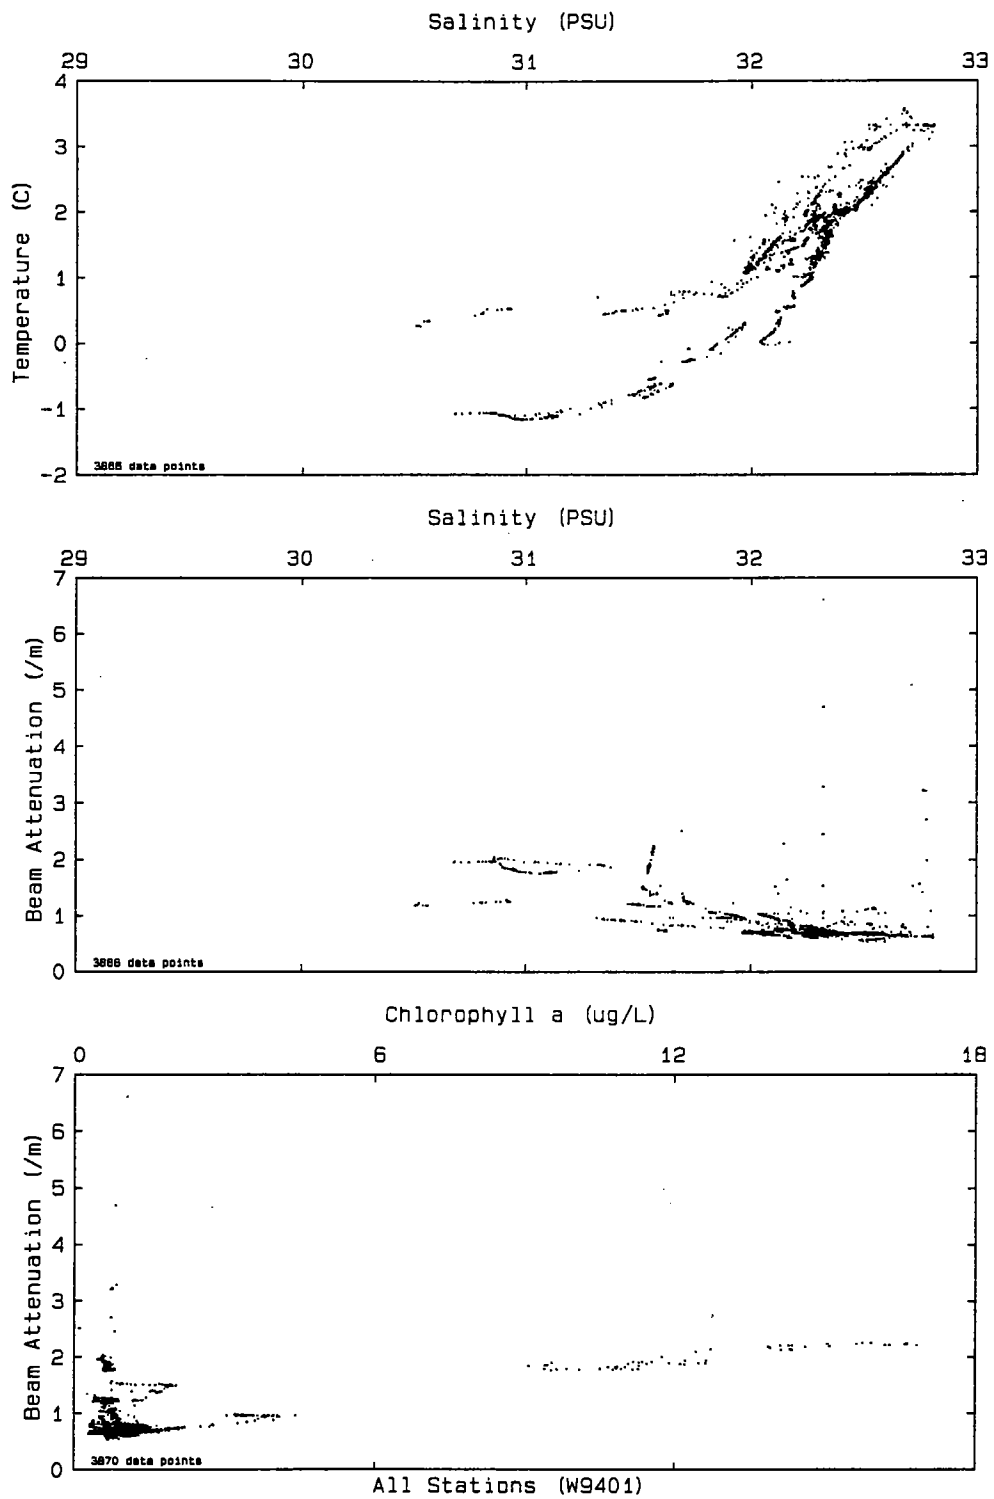 Salinity (PSU)
29 30 31 32 33
4
3
2
1
0
-1
-2
Temperature (C)
3866 data points
Salinity (PSU)
29 30 31 32 33
7
6
5
4
3
2
1
0
Beam Attenuation (/m)
3866 data points
Chlorophyll a (ug/L)
0 6 12 18
7
6
5
4
3
2
1
0
Beam Attenuation (/m)
3870 data points
All Stations (W9401)